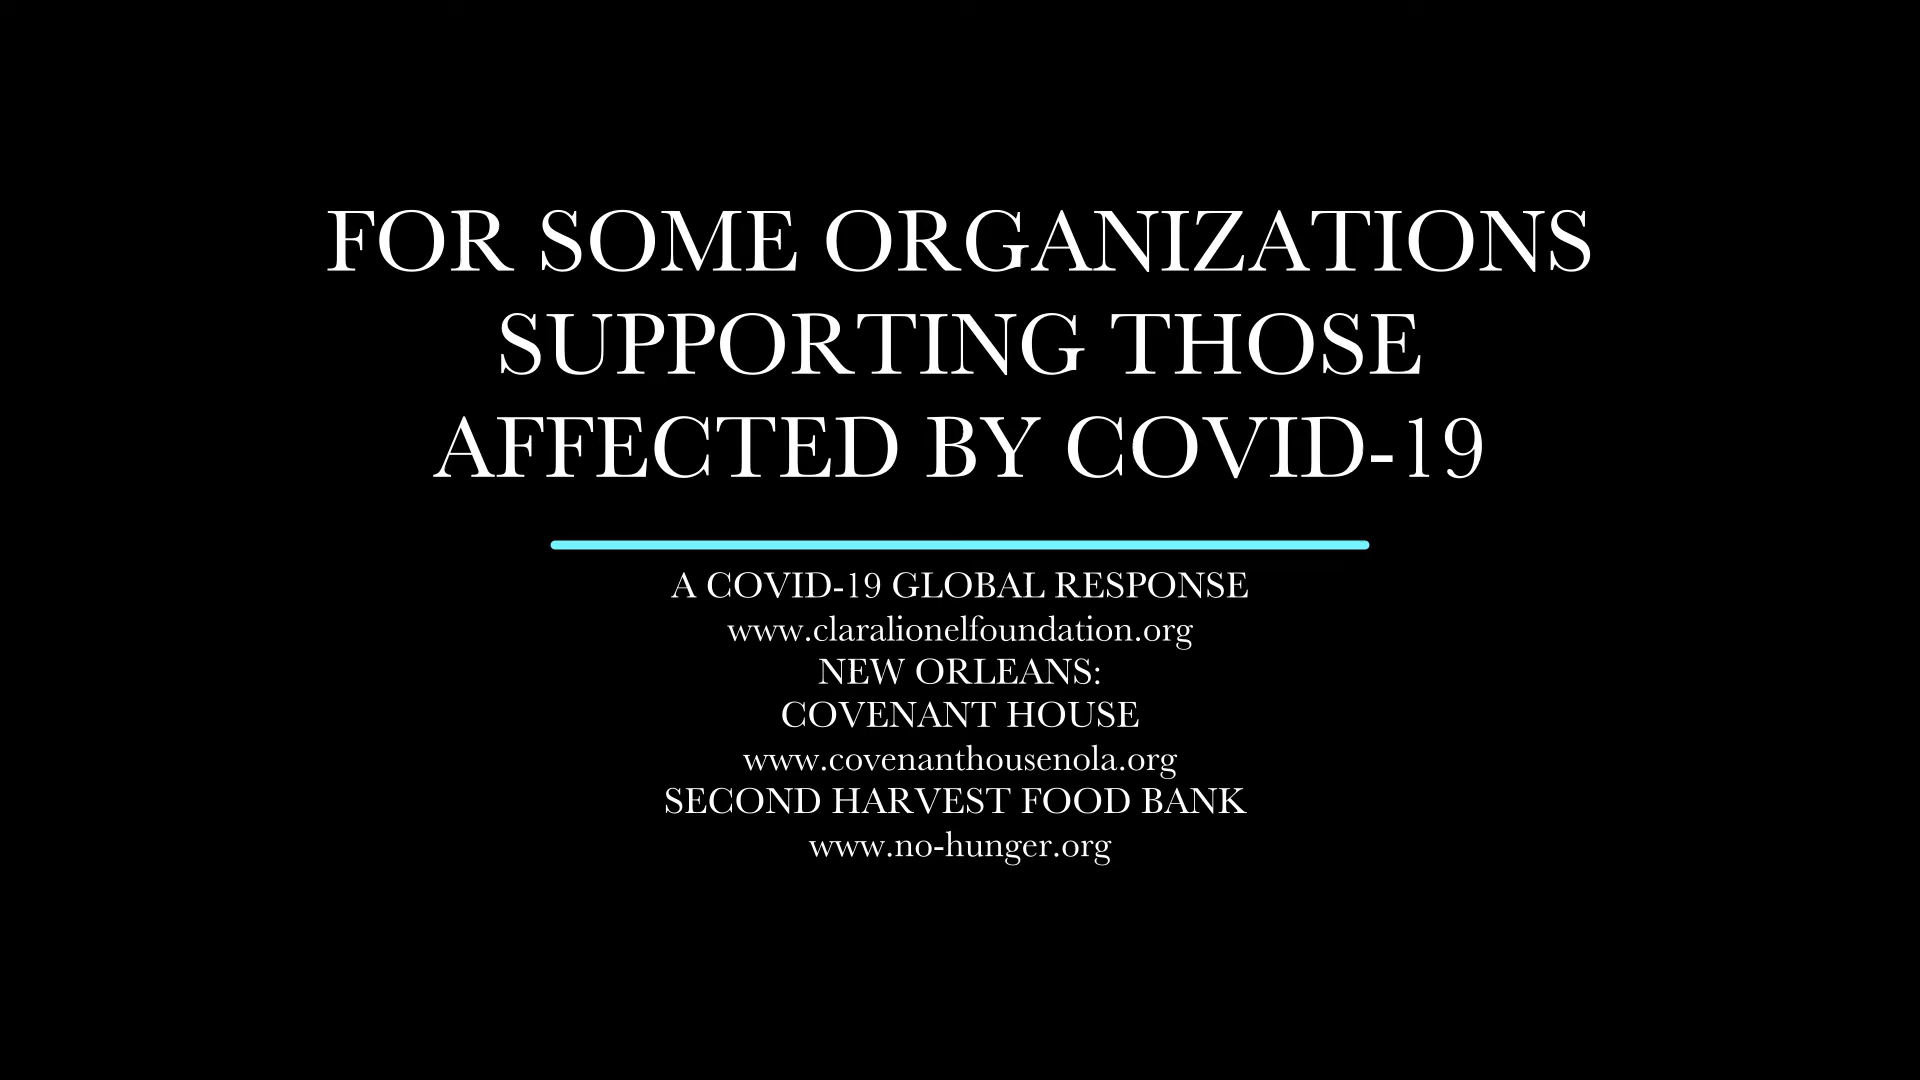 FOR SOME ORGANIZATIONS
SUPPORTING THOSE
AFFECTED BY COVID-19
A COVID-19 GLOBAL RESPONSE
www.claralionelfoundation.org
NEW ORLEANS:
COVENANT HOUSE
www.covenanthousenola.org
SECOND HARVEST FOOD BANK
www.no-hunger.org